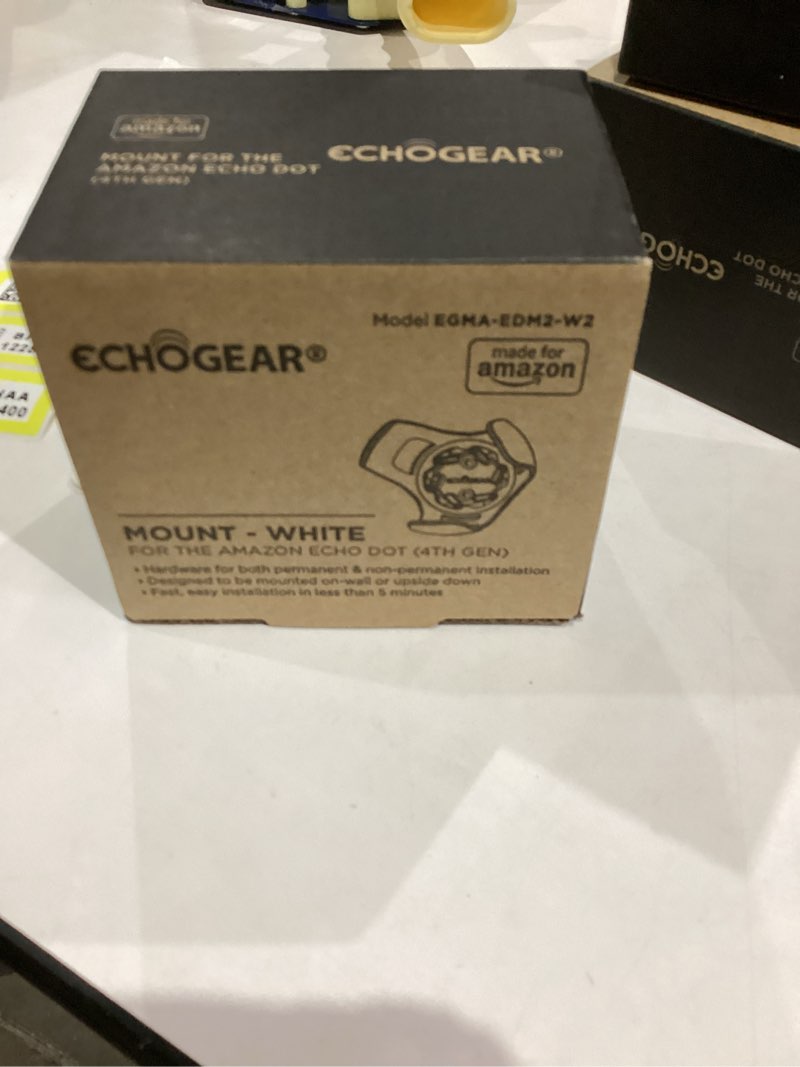 made for
amazon
MOUNT FOR THE
AMAZON ECHO DOT
(4TH GEN)
ECHOGEAR®
Model EGMA-EDM2-W2
ECHOGEAR®
made for
amazon
MOUNT - WHITE
FOR THE AMAZON ECHO DOT (4TH GEN)
• Hardware for both permanent & non-permanent installation
• Designed to be mounted on-wall or upside down
• Fast, easy installation in less than 5 minutes
ECHOG
R THE
ECHO DOT
400